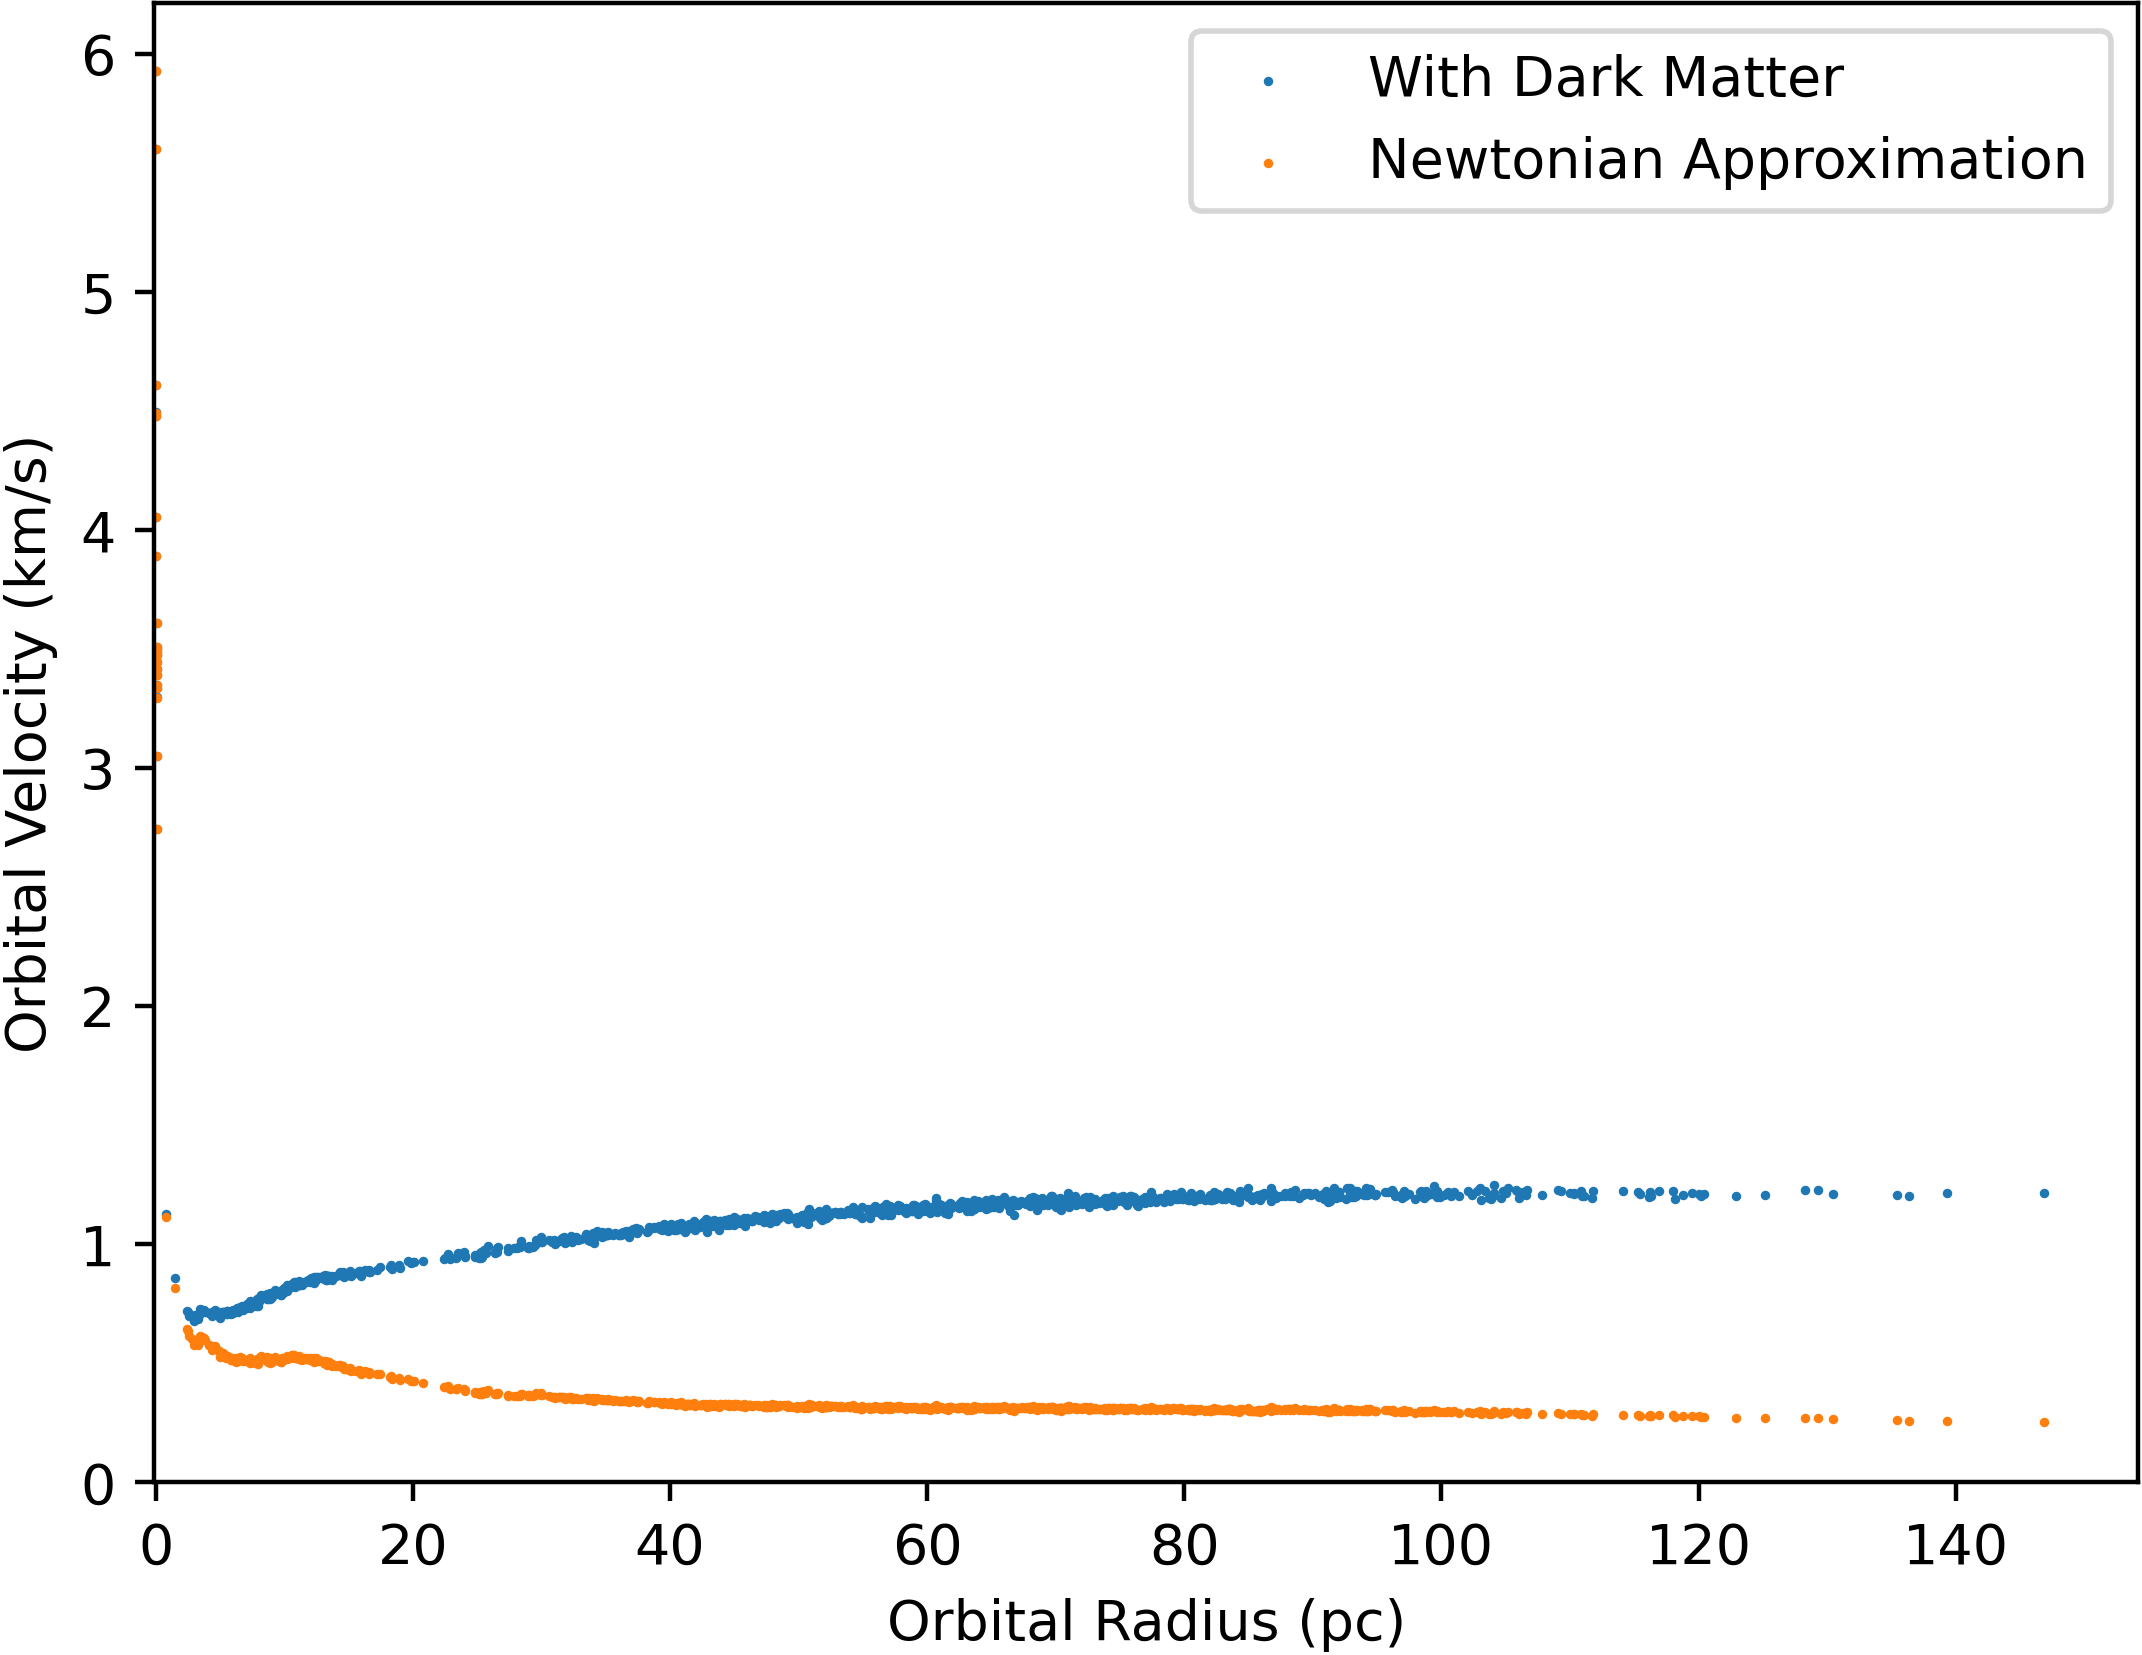 With Dark Matter
Newtonian Approximation
6
5
4
3
2
1
0
Orbital Velocity (km/s)
0 20 40 60 80 100 120 140
Orbital Radius (pc)